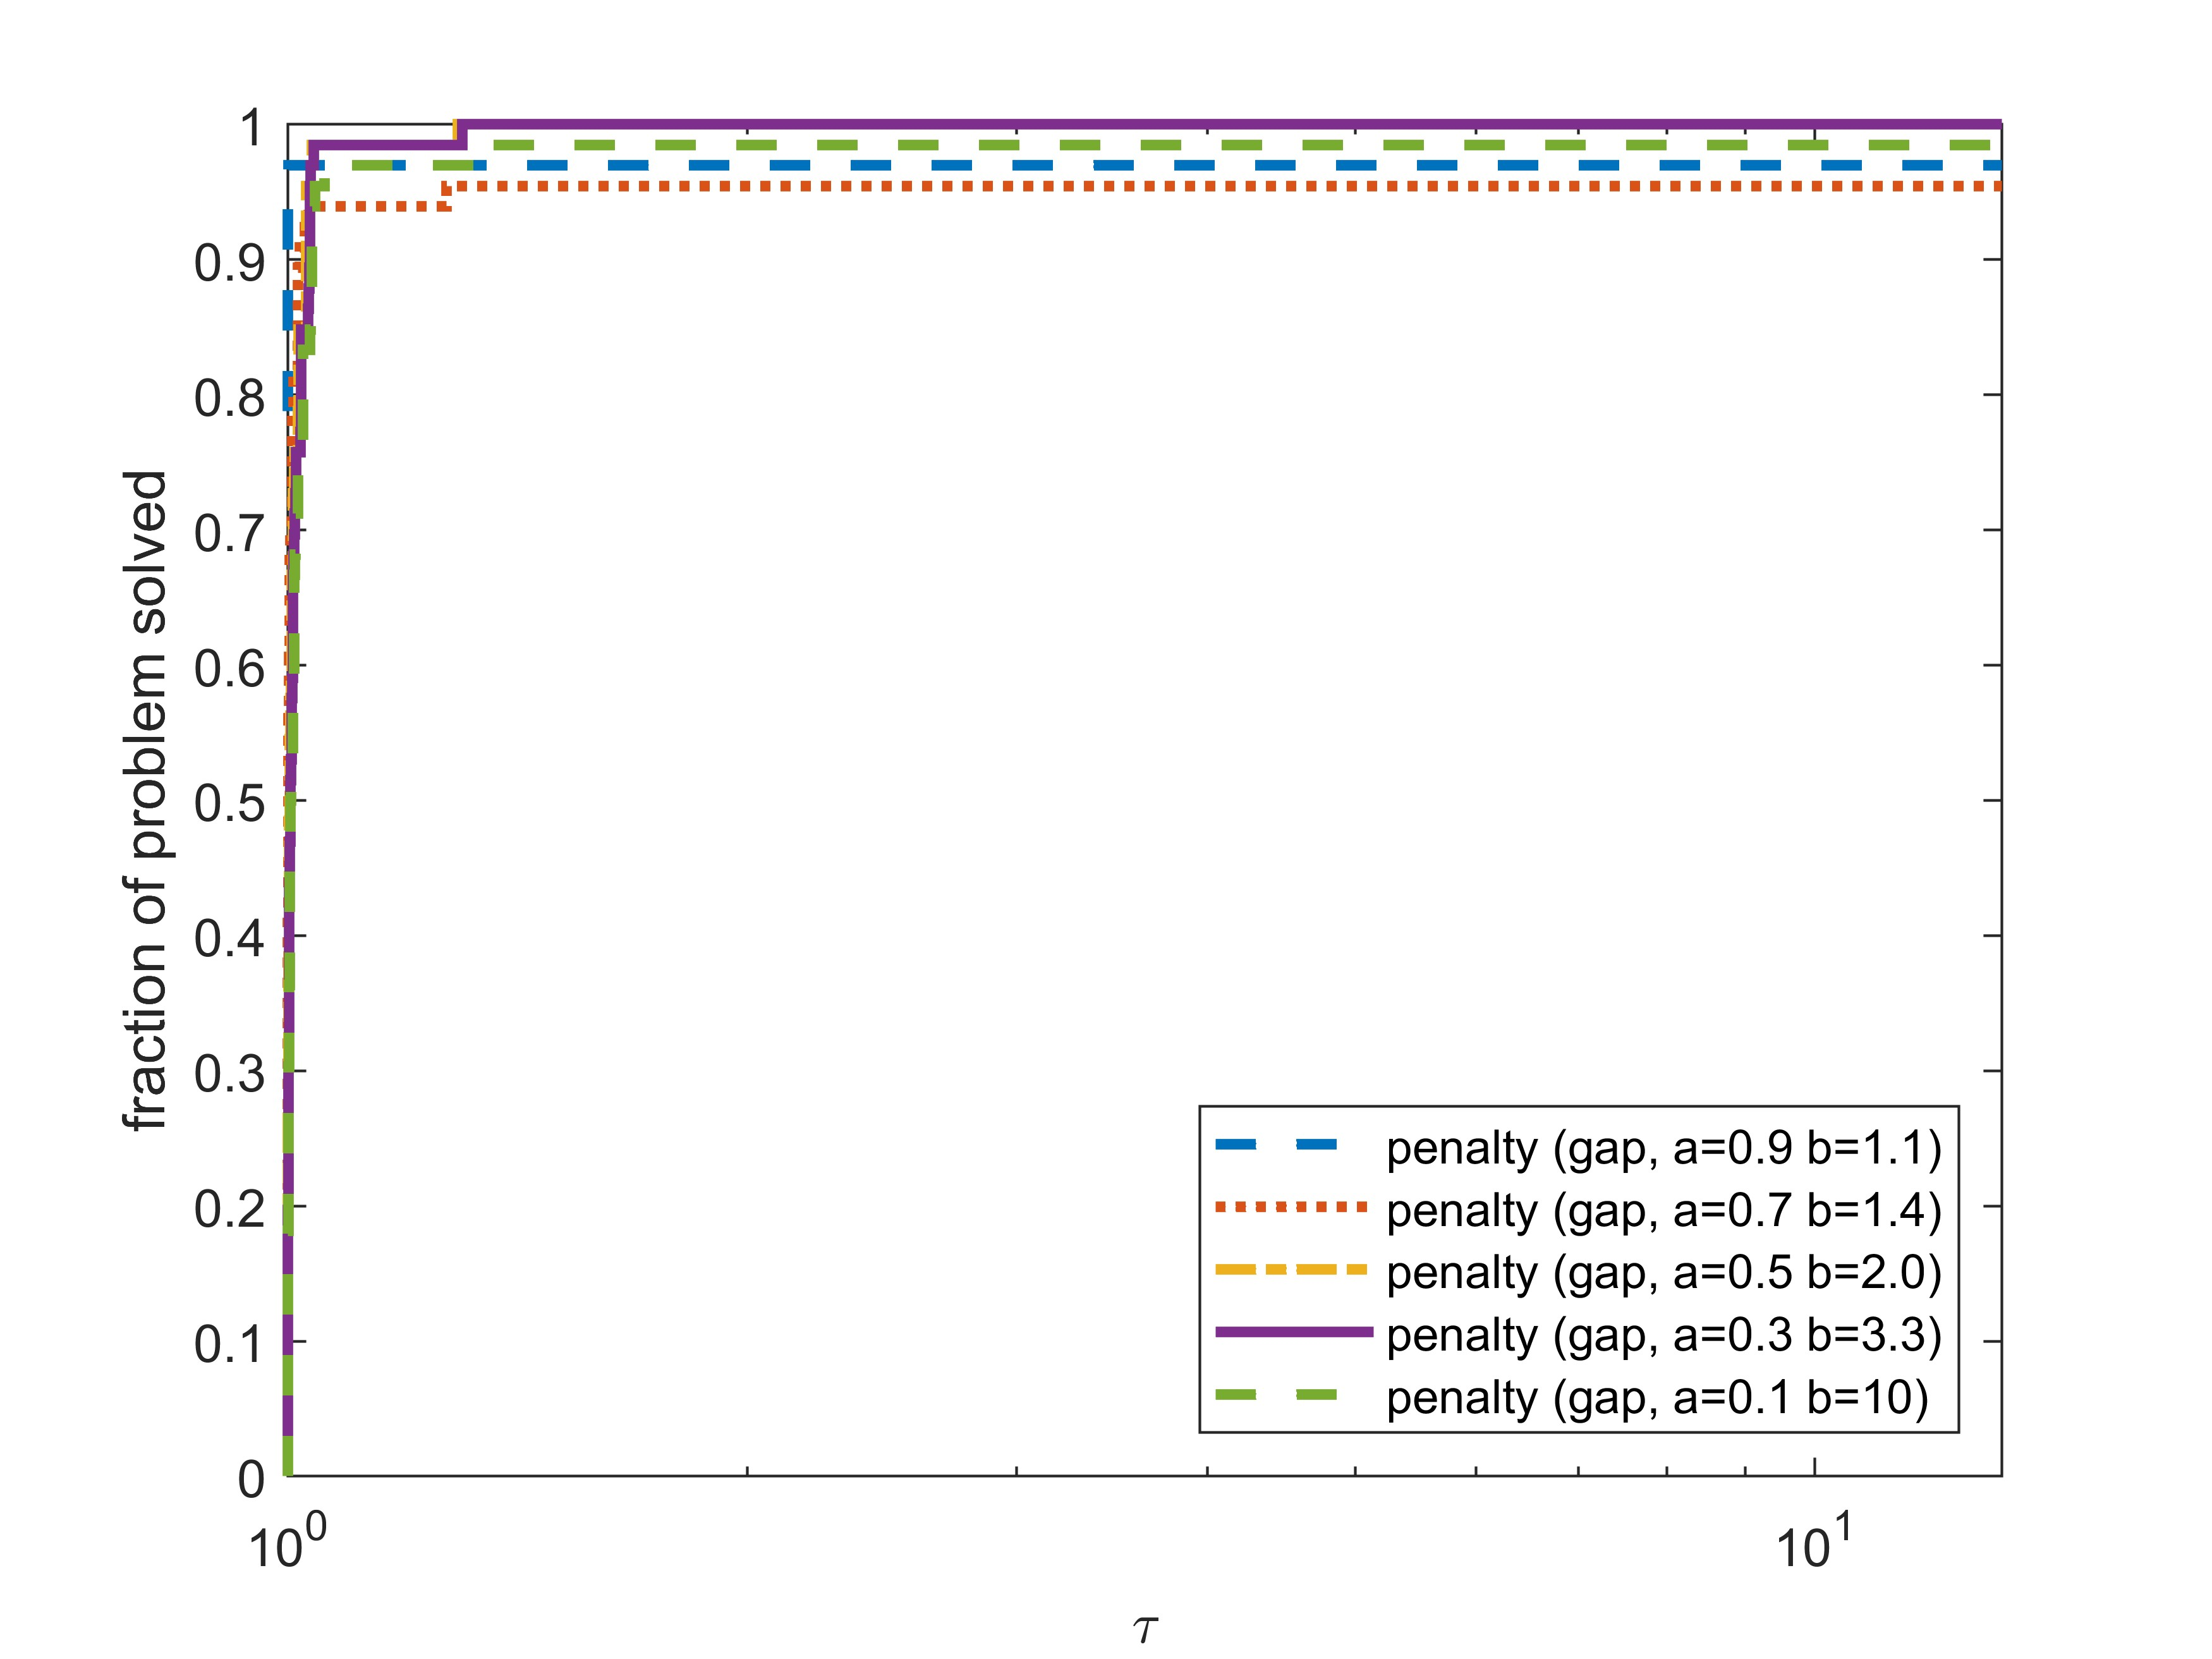 1
0.9
0.8
0.7
0.6
0.5
0.4
0.3
0.2
0.1
0
fraction of problem solved
10^0
10^1
τ
penalty (gap, a=0.9 b=1.1)
penalty (gap, a=0.7 b=1.4)
penalty (gap, a=0.5 b=2.0)
penalty (gap, a=0.3 b=3.3)
penalty (gap, a=0.1 b=10)